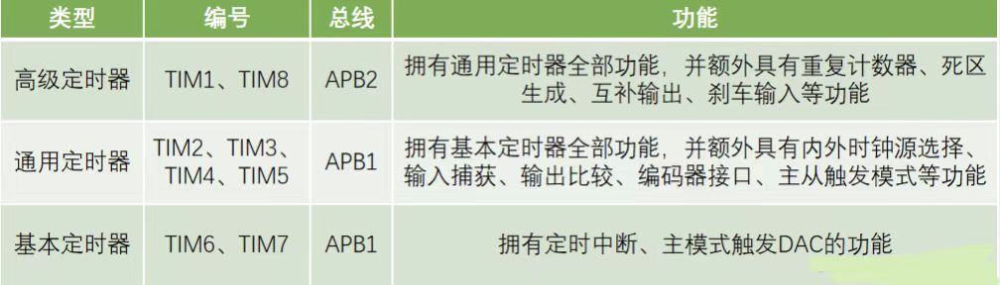 类型 编号 总线 功能
高级定时器 TIM1、TIM8 APB2 拥有通用定时器全部功能，并额外具有重复计数器、死区
生成、互补输出、刹车输入等功能
通用定时器 TIM2、TIM3、
TIM4、TIM5 APB1 拥有基本定时器全部功能，并额外具有内外时钟源选择、
输入捕获、输出比较、编码器接口、主从触发模式等功能
基本定时器 TIM6、TIM7 APB1 拥有定时中断、主模式触发DAC的功能